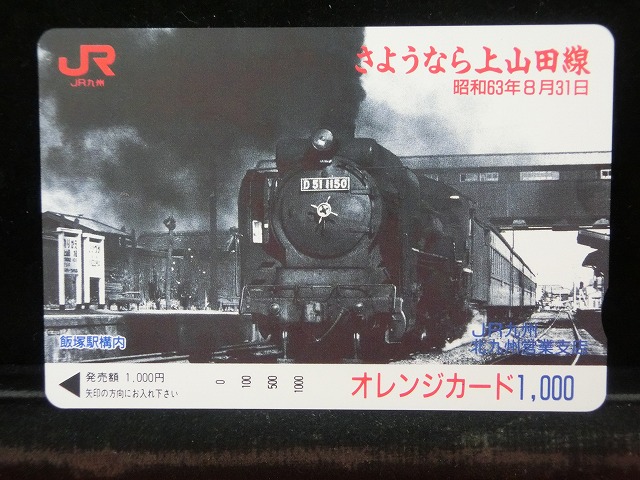 JR
JR九州
さようなら上山田線
昭和63年8月31日
D51 1150
飯塚駅構内
JR九州
北九州営業支店
発売額 1,000円
矢印の方向にお入れ下さい
0 100 500 1000
オレンジカード1,000